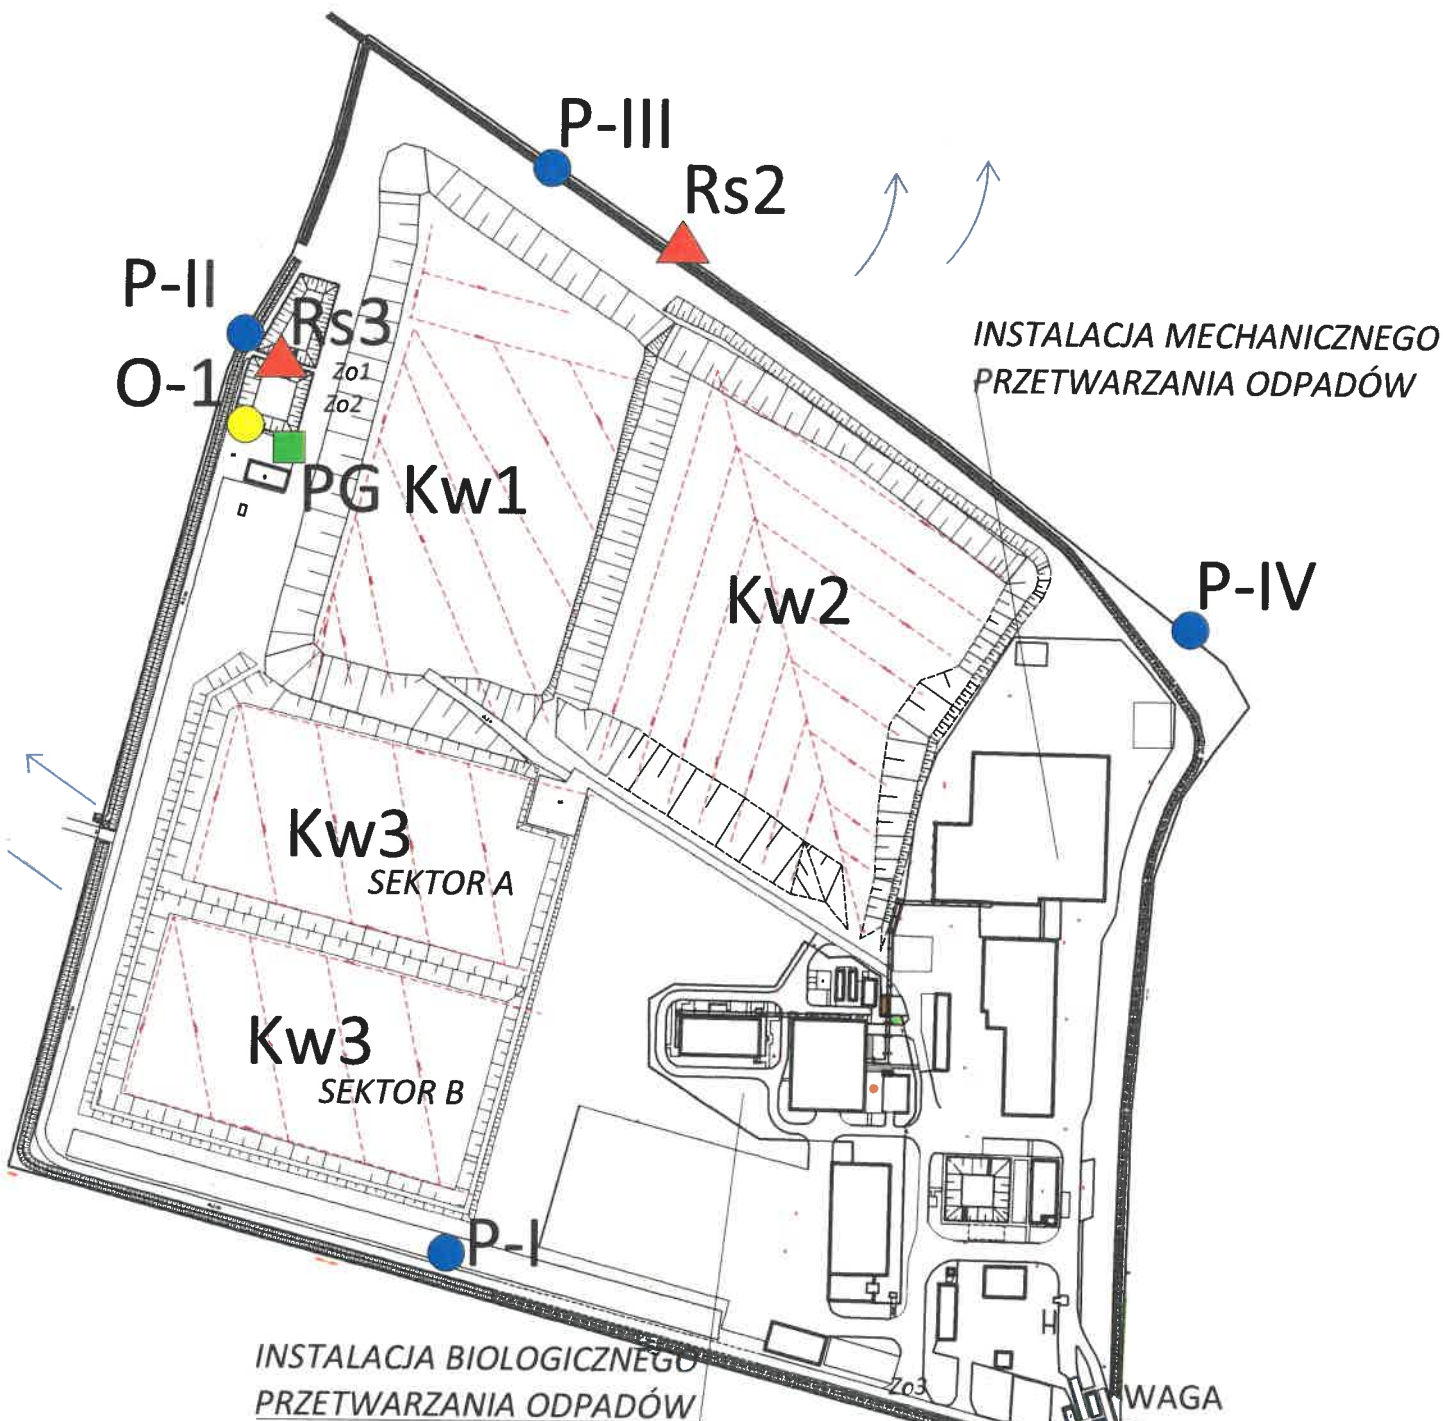 P-III
Rs2
P-II
Rs3
INSTALACJA MECHANICZNEGO
PRZETWARZANIA ODPADÓW
O-1
Zo1
Zo2
PG
Kw1
Kw2
P-IV
Kw3
SEKTOR A
Kw3
SEKTOR B
P-I
H
INSTALACJA BIOLOGICZNEGO
PRZETWARZANIA ODPADÓW
Zo3
WAGA